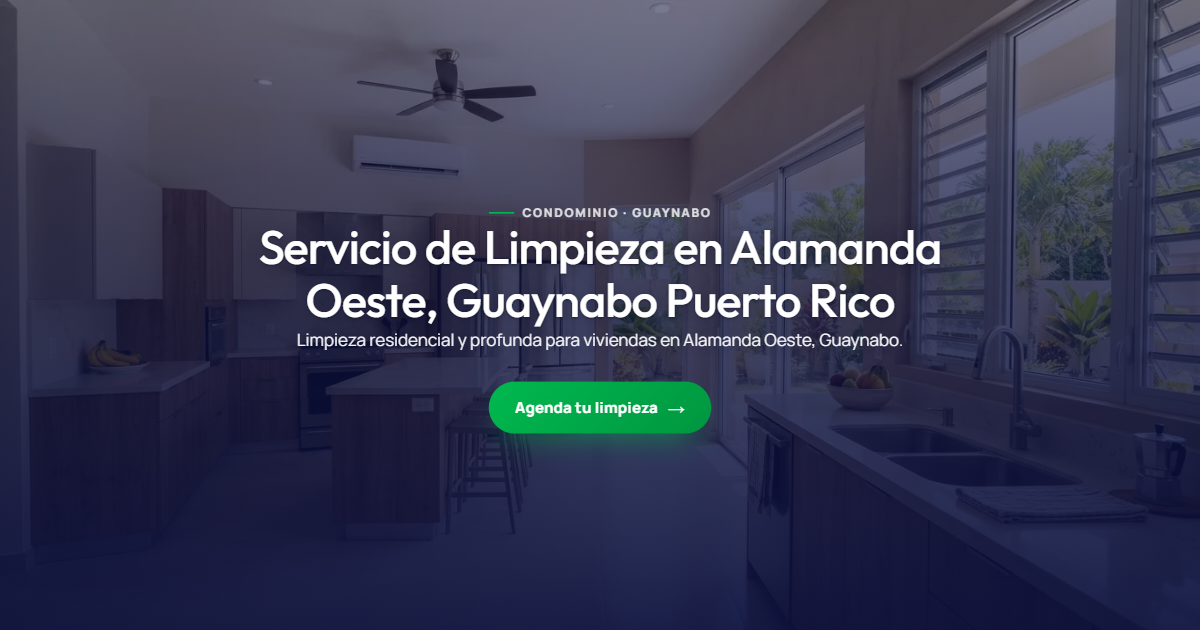 CONDOMINIO · GUAYNABO
Servicio de Limpieza en Alamanda
Oeste, Guaynabo Puerto Rico
Limpieza residencial y profunda para viviendas en Alamanda Oeste, Guaynabo.
Agenda tu limpieza →